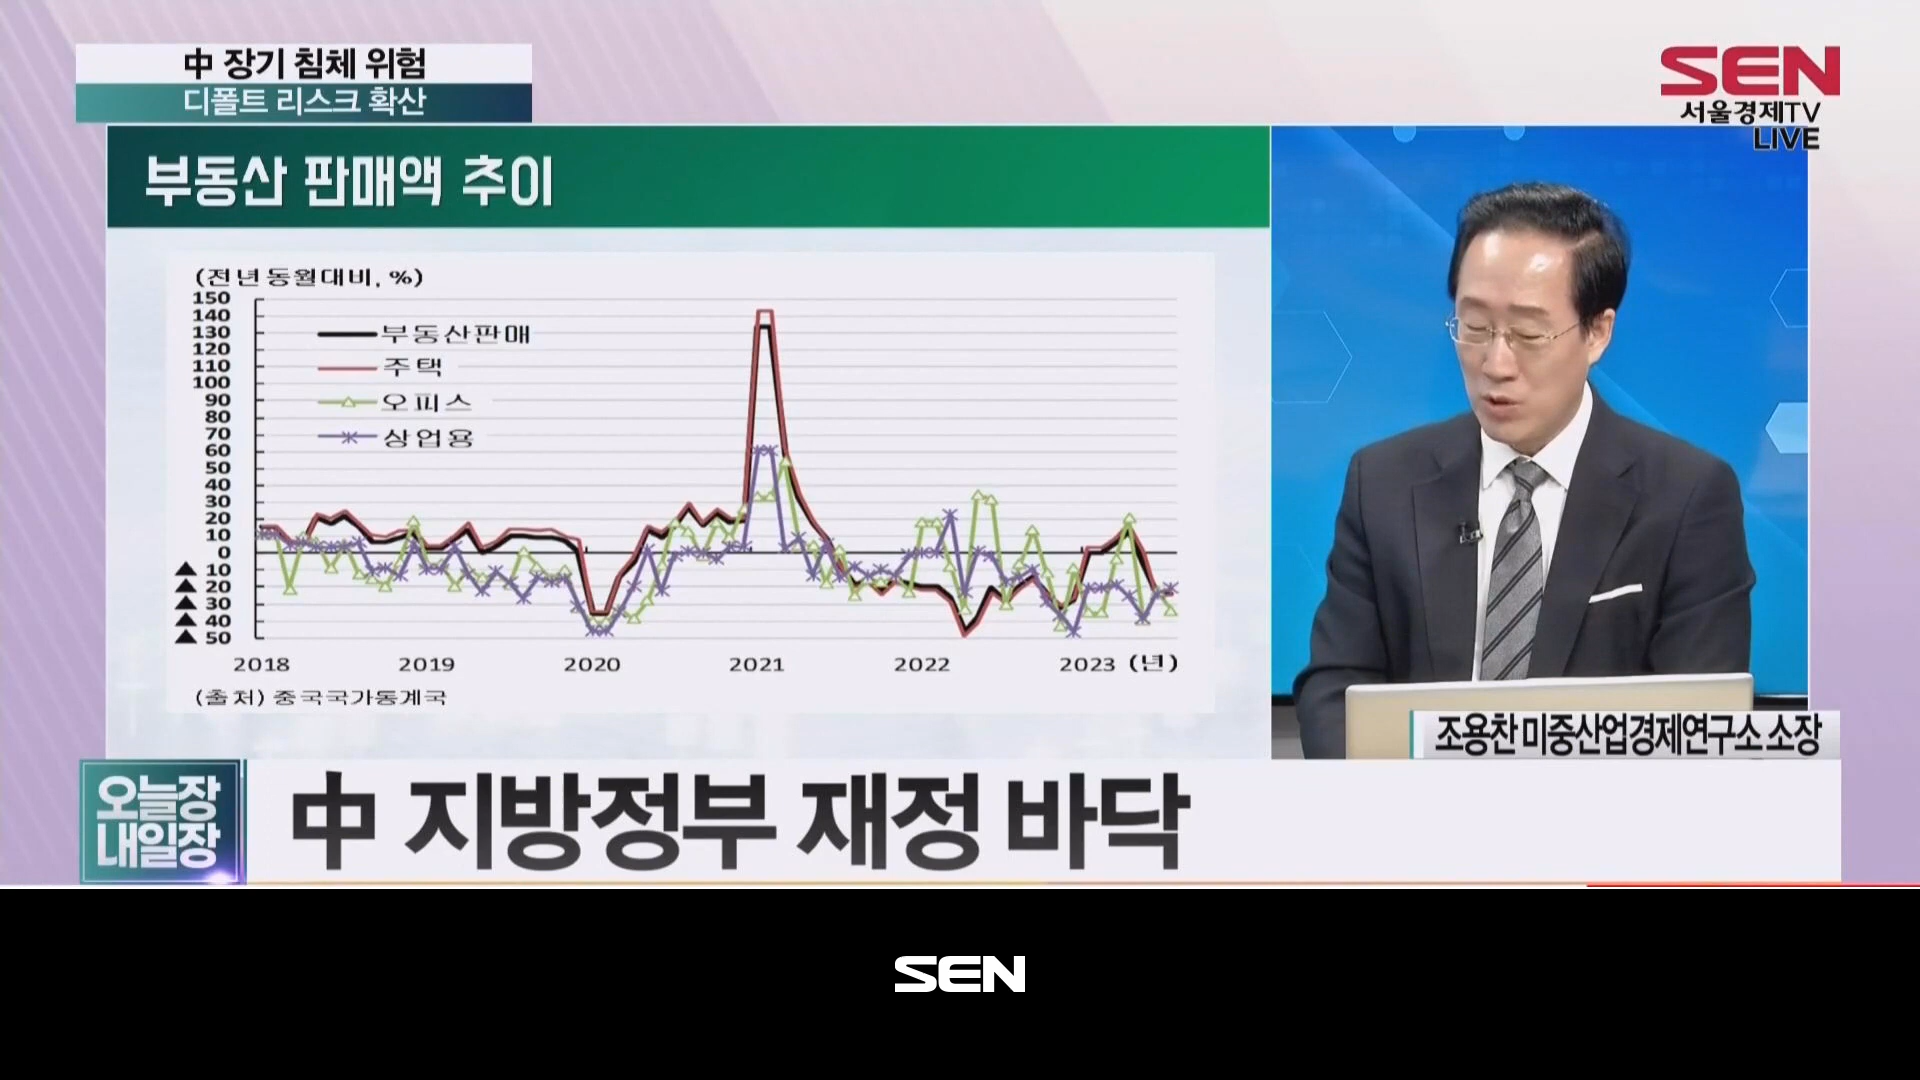 中 장기 침체 위험
디폴트 리스크 확산
SEN
서울경제TV
LIVE
부동산 판매액 추이
(전년동월대비, %)
150
140
130
120
110
100
90
80
70
60
50
40
30
20
10
0
▲10
▲20
▲30
▲40
▲50
부동산판매
주택
오피스
상업용
2018 2019 2020 2021 2022 2023 (년)
(출처) 중국국가통계국
조용찬 미중산업경제연구소 소장
오늘장
내일장
中 지방정부 재정 바닥
SEN